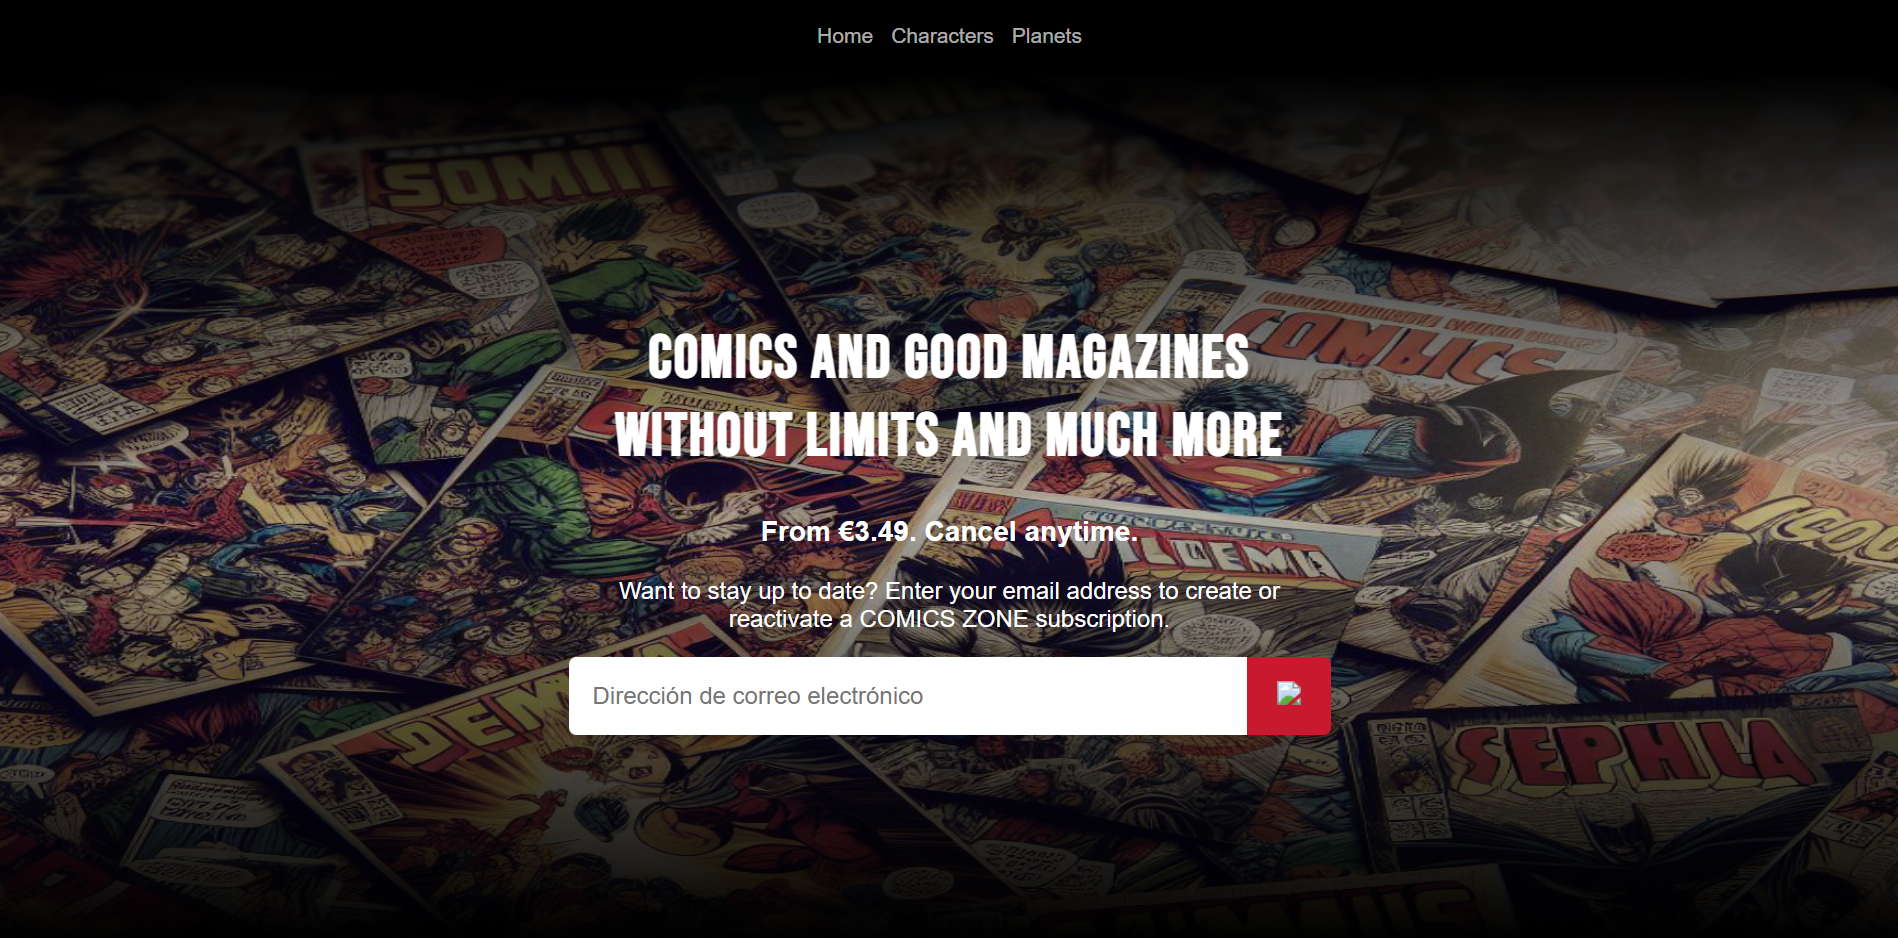 Home Characters Planets
SOMIII
COMICS AND GOOD MAGAZINES
WITHOUT LIMITS AND MUCH MORE
From €3.49. Cancel anytime.
Want to stay up to date? Enter your email address to create or
reactivate a COMICS ZONE subscription.
Dirección de correo electrónico
SEPHLA